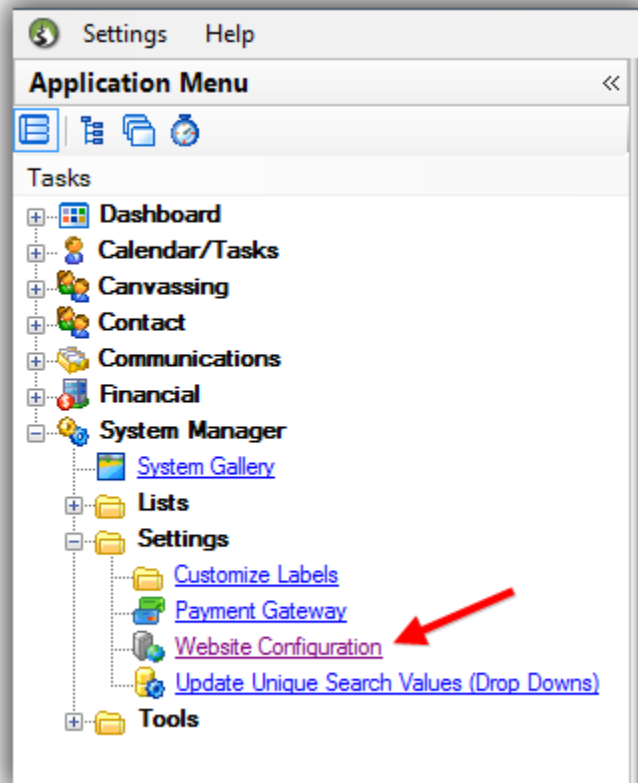 Settings Help
Application Menu
Tasks
Dashboard
Calendar/Tasks
Canvassing
Contact
Communications
Financial
System Manager
System Gallery
Lists
Settings
Customize Labels
Payment Gateway
Website Configuration
Update Unique Search Values (Drop Downs)
Tools